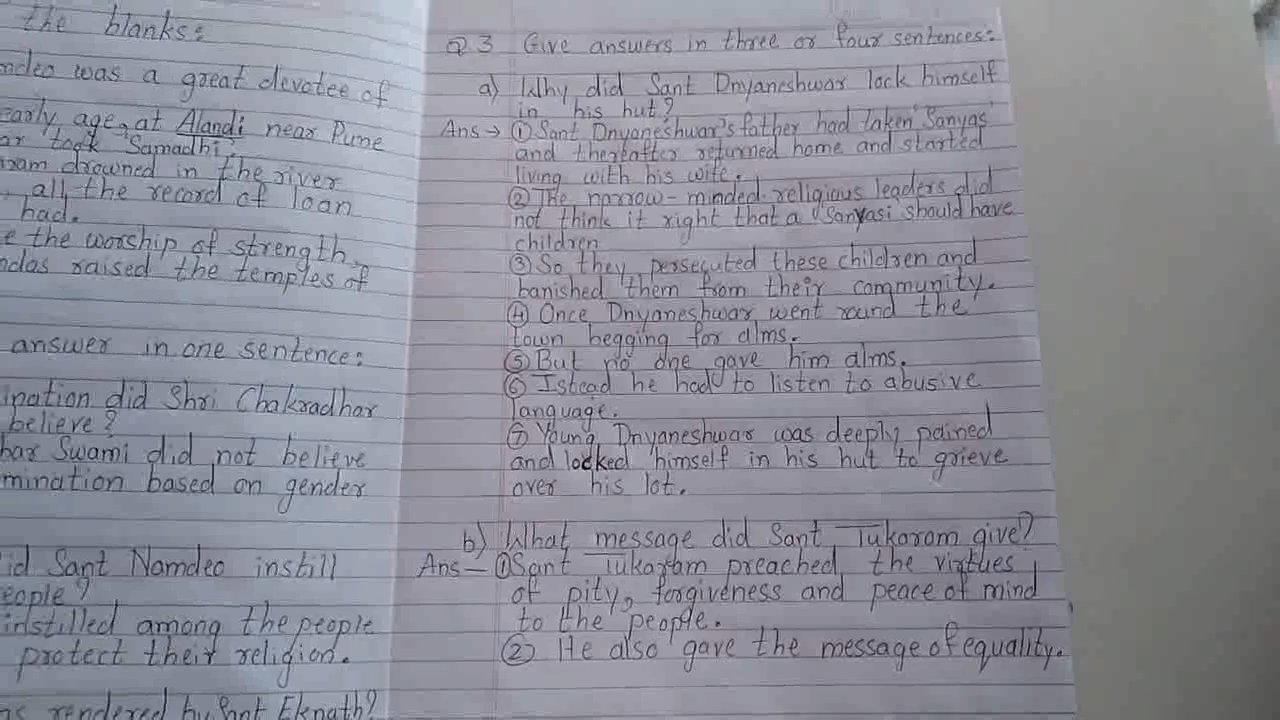 the blanks:
ndeo was a great devotee of
early age, at Alandi near Pune
ar took Samadhi.
ram drowned in the river
all the record of loan
had.
e the worship of strength,
ndas raised the temples of
answer in one sentence:
ination did Shri Chakradhar
believe?
har Swami did not believe
mination based on gender
id Sant Namdeo instill
eople?
instilled among the people
protect their religion.
as rendered by Sant Eknath?
Q 3 Give answers in three or four sentences:
a) Why did Sant Dnyaneshwar lock himself
in his hut?
Ans → ① Sant Dnyaneshwar's father had taken 'Sanyas'
and thereafter returned home and started
living with his wife.
② The narrow-minded religious leaders did
not think it right that a 'Sanyasi should have
children
③ So they persecuted these children and
banished them from their community.
④ Once Dnyaneshwar went round the
town begging for alms.
⑤ But no one gave him alms.
⑥ Istead he had to listen to abusive
language.
⑦ Young Dnyaneshwar was deeply pained
and locked himself in his hut to grieve
over his lot.
b) What message did Sant Tukaram give?
Ans — ① Sant Tukaram preached the virtues
of pity, forgiveness and peace of mind
to the people.
② He also gave the message of equality.